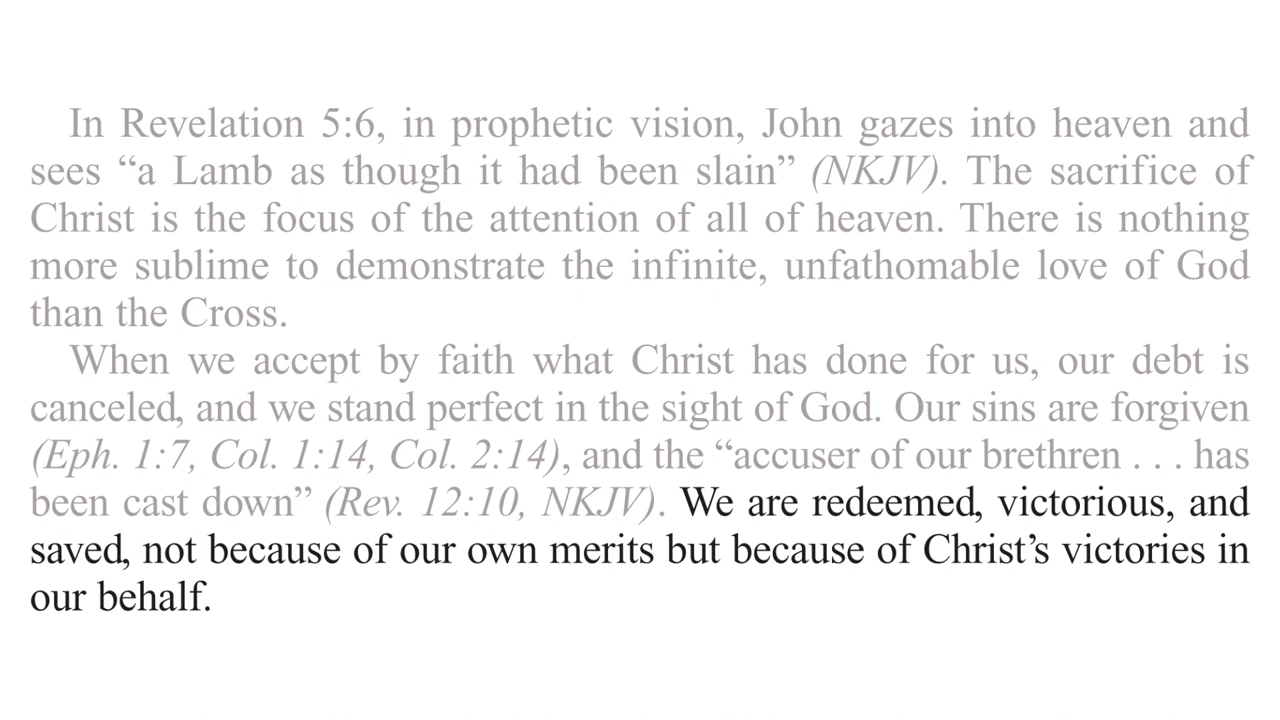 In Revelation 5:6, in prophetic vision, John gazes into heaven and
sees “a Lamb as though it had been slain” (NKJV). The sacrifice of
Christ is the focus of the attention of all of heaven. There is nothing
more sublime to demonstrate the infinite, unfathomable love of God
than the Cross.
When we accept by faith what Christ has done for us, our debt is
canceled, and we stand perfect in the sight of God. Our sins are forgiven
(Eph. 1:7, Col. 1:14, Col. 2:14), and the “accuser of our brethren . . . has
been cast down” (Rev. 12:10, NKJV). We are redeemed, victorious, and
saved, not because of our own merits but because of Christ’s victories in
our behalf.